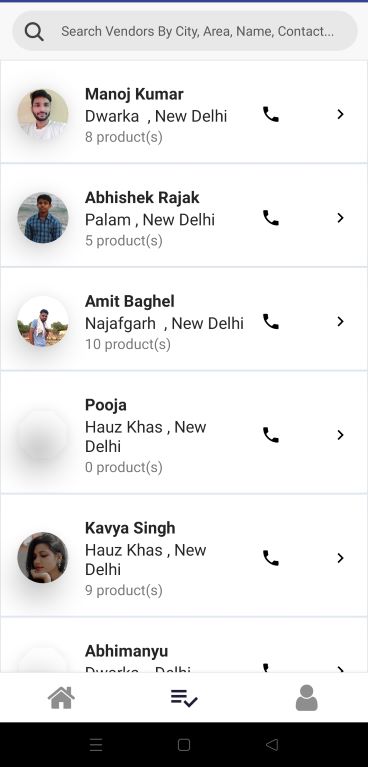 Search Vendors By City, Area, Name, Contact...
Manoj Kumar
Dwarka , New Delhi
8 product(s)
Abhishek Rajak
Palam , New Delhi
5 product(s)
Amit Baghel
Najafgarh , New Delhi
10 product(s)
Pooja
Hauz Khas , New
Delhi
0 product(s)
Kavya Singh
Hauz Khas , New
Delhi
9 product(s)
Abhimanyu
Dwarka , Delhi